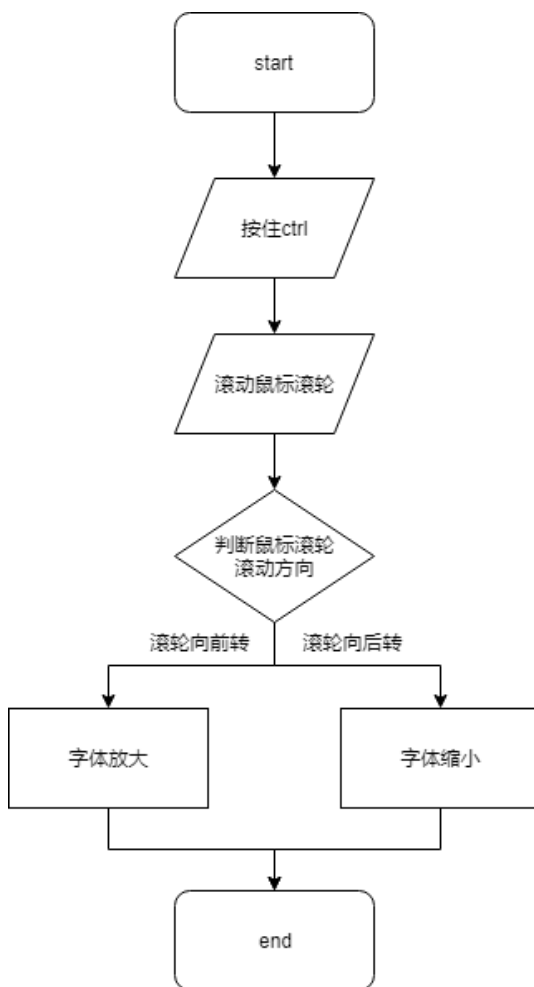 start
按住ctrl
滚动鼠标滚轮
判断鼠标滚轮
滚动方向
滚轮向前转
滚轮向后转
字体放大
字体缩小
end